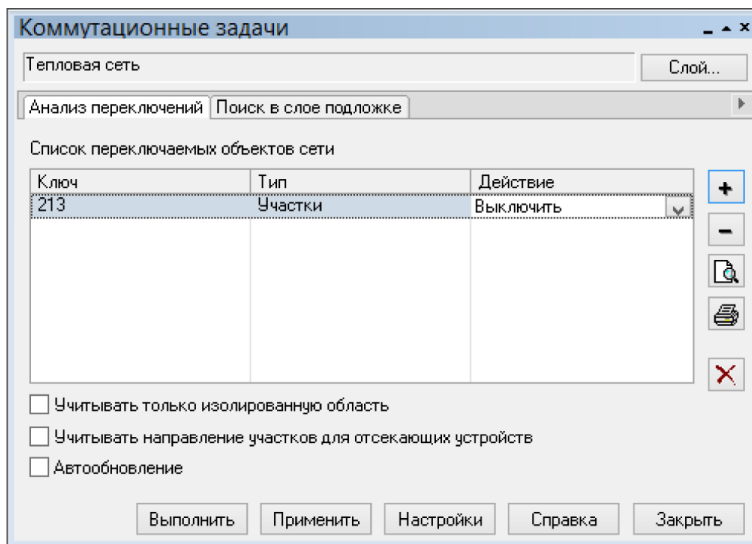 Коммутационные задачи
Тепловая сеть
Слой...
Анализ переключений Поиск в слое подложке
Список переключаемых объектов сети
Ключ Тип Действие
213 Участки Выключить
Учитывать только изолированную область
Учитывать направление участков для отсекающих устройств
Автообновление
Выполнить Применить Настройки Справка Закрыть